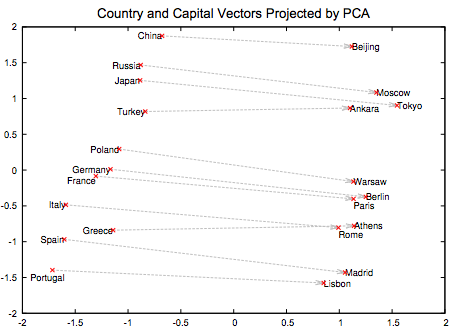 Country and Capital Vectors Projected by PCA
2
1.5
1
0.5
0
-0.5
-1
-1.5
-2
China
Beijing
Russia
Moscow
Japan
Tokyo
Turkey
Ankara
Poland
Warsaw
Germany
Berlin
France
Paris
Italy
Rome
Greece
Athens
Spain
Madrid
Portugal
Lisbon
-2 -1.5 -1 -0.5 0 0.5 1 1.5 2